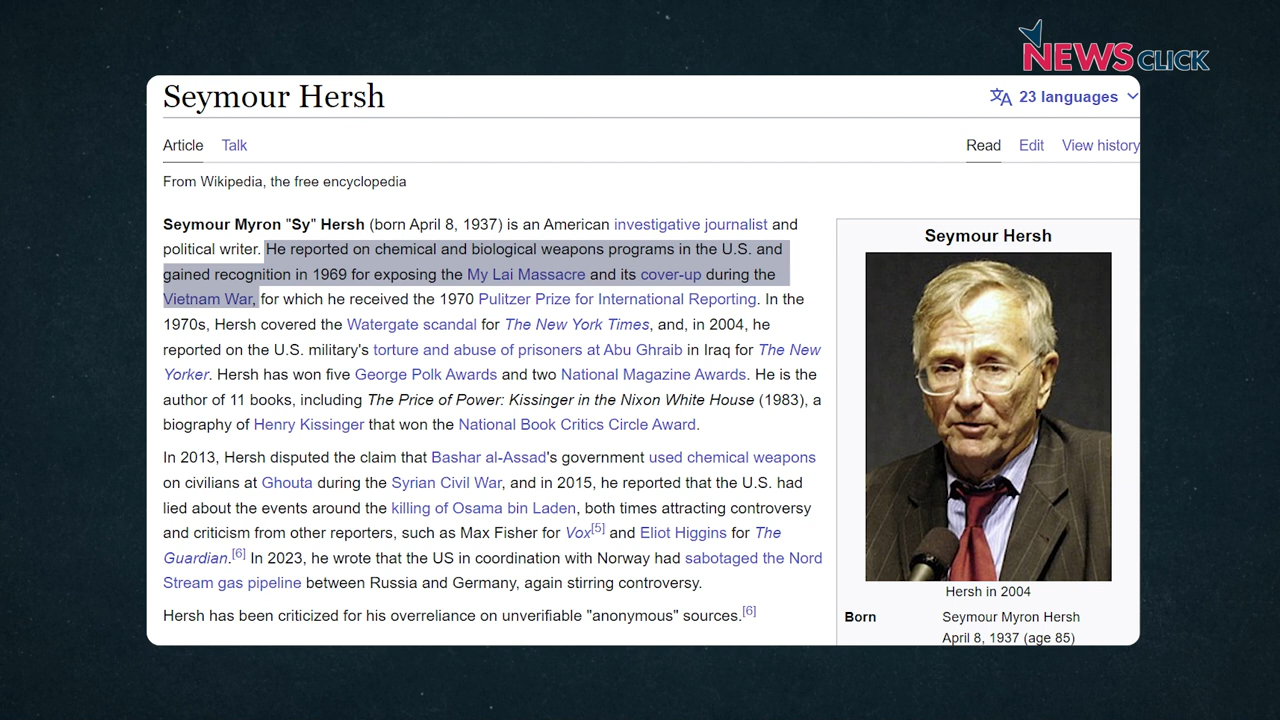 NEWSCLICK
Seymour Hersh
23 languages
Article Talk
Read Edit View history
From Wikipedia, the free encyclopedia
Seymour Myron "Sy" Hersh (born April 8, 1937) is an American investigative journalist and
political writer. He reported on chemical and biological weapons programs in the U.S. and
gained recognition in 1969 for exposing the My Lai Massacre and its cover-up during the
Vietnam War, for which he received the 1970 Pulitzer Prize for International Reporting. In the
1970s, Hersh covered the Watergate scandal for The New York Times, and, in 2004, he
reported on the U.S. military's torture and abuse of prisoners at Abu Ghraib in Iraq for The New
Yorker. Hersh has won five George Polk Awards and two National Magazine Awards. He is the
author of 11 books, including The Price of Power: Kissinger in the Nixon White House (1983), a
biography of Henry Kissinger that won the National Book Critics Circle Award.
In 2013, Hersh disputed the claim that Bashar al-Assad's government used chemical weapons
on civilians at Ghouta during the Syrian Civil War, and in 2015, he reported that the U.S. had
lied about the events around the killing of Osama bin Laden, both times attracting controversy
and criticism from other reporters, such as Max Fisher for Vox[5] and Eliot Higgins for The
Guardian.[6] In 2023, he wrote that the US in coordination with Norway had sabotaged the Nord
Stream gas pipeline between Russia and Germany, again stirring controversy.
Hersh has been criticized for his overreliance on unverifiable "anonymous" sources.[6]
Seymour Hersh
Hersh in 2004
Born Seymour Myron Hersh
April 8, 1937 (age 85)